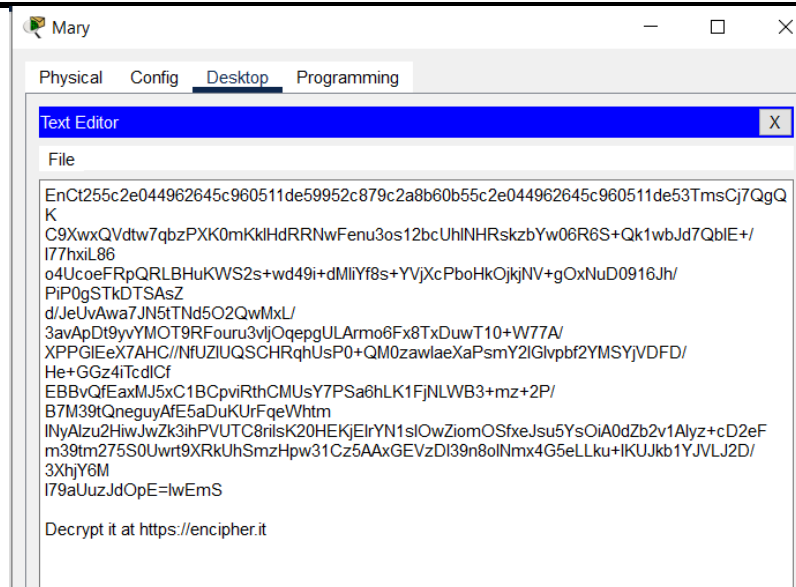 Mary
Physical Config Desktop Programming
Text Editor
X
File
EnCt255c2e044962645c960511de59952c879c2a8b60b55c2e044962645c960511de53TmsCj7QgQ
K
C9XwxQVdtw7qbzPXK0mKklHdRRNwFenu3os12bcUhlNHRskzbYw06R6S+Qk1wbJd7QblE+/
l77hxiL86
o4UcoeFRpQRLBHuKWS2s+wd49i+dMliYf8s+YVjXcPboHkOjkjNV+gOxNuD0916Jh/
PiP0gSTkDTSAsZ
d/JeUvAwa7JN5tTNd5O2QwMxL/
3avApDt9yvYMOT9RFouru3vljOqepgULArmo6Fx8TxDuwT10+W77A/
XPPGlEeX7AHC//NfUZlUQSCHRqhUsP0+QM0zawlaeXaPsmY2lGlvpbf2YMSYjVDFD/
He+GGz4iTcdlCf
EBBvQfEaxMJ5xC1BCpviRthCMUsY7PSa6hLK1FjNLWB3+mz+2P/
B7M39tQneguyAfE5aDuKUrFqeWhtm
lNyAlzu2HiwJwZk3ihPVUTC8rilsK20HEKjElrYN1slOwZiomOSfxeJsu5YsOiA0dZb2v1Alyz+cD2eF
m39tm275S0Uwrt9XRkUhSmzHpw31Cz5AAxGEVzDl39n8olNmx4G5eLLku+lKUJkb1YJVLJ2D/
3XhjY6M
l79aUuzJdOpE=lwEmS
Decrypt it at https://encipher.it